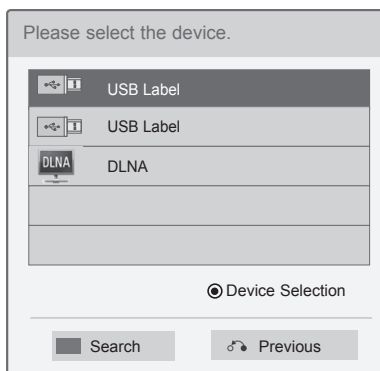 Please select the device.
USB Label
USB Label
DLNA DLNA
Device Selection
Search Previous